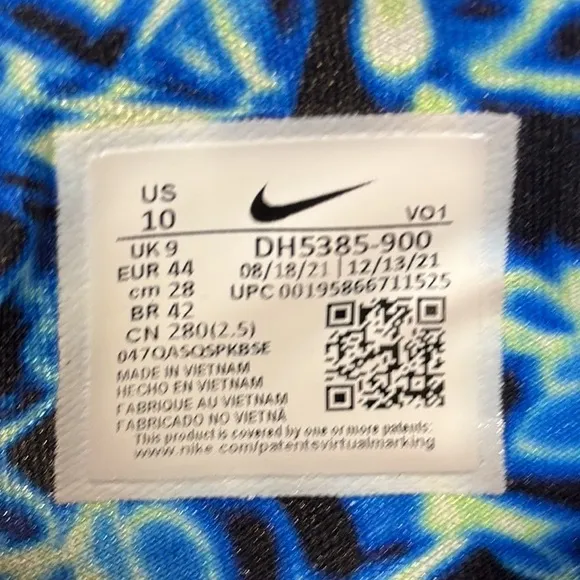 US
10
VO1
UK 9
DH5385-900
EUR 44
08/18/21 | 12/13/21
cm 28
UPC 00195866711525
BR 42
CN 280(2.5)
047OASQSPKBSE
MADE IN VIETNAM
HECHO EN VIETNAM
FABRIQUE AU VIETNAM
FABRICADO NO VIETNÃ
This product is covered by one or more patents:
www.nike.com/patentsvirtualmarking